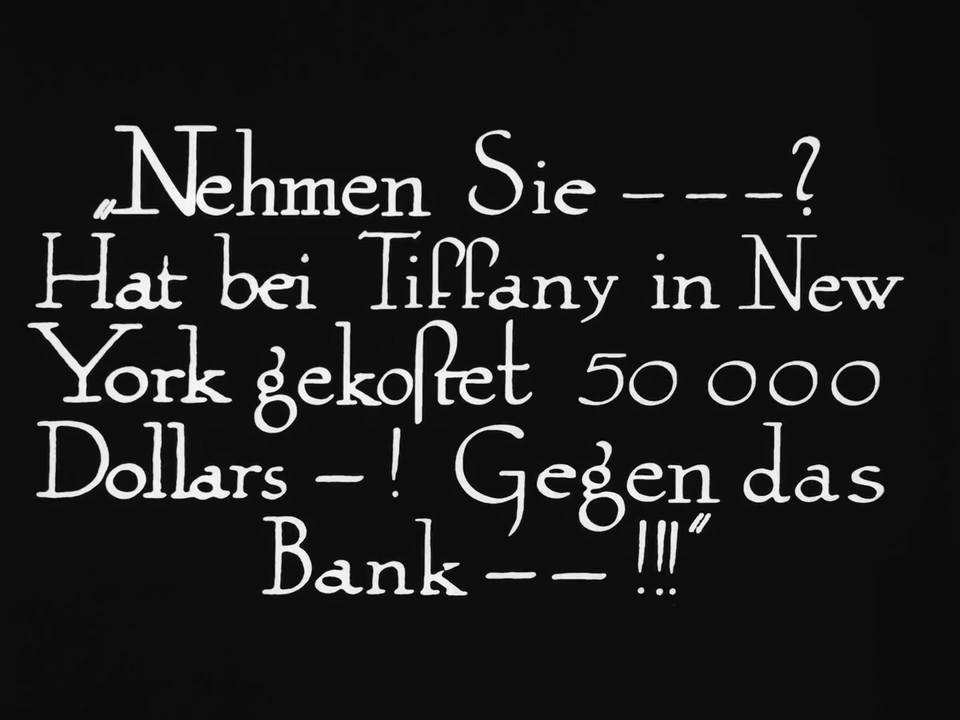 „Nehmen Sie — — —?
Hat bei Tiffany in New
York gekoſtet 50 000
Dollars —! Gegen das
Bank — — !!!“